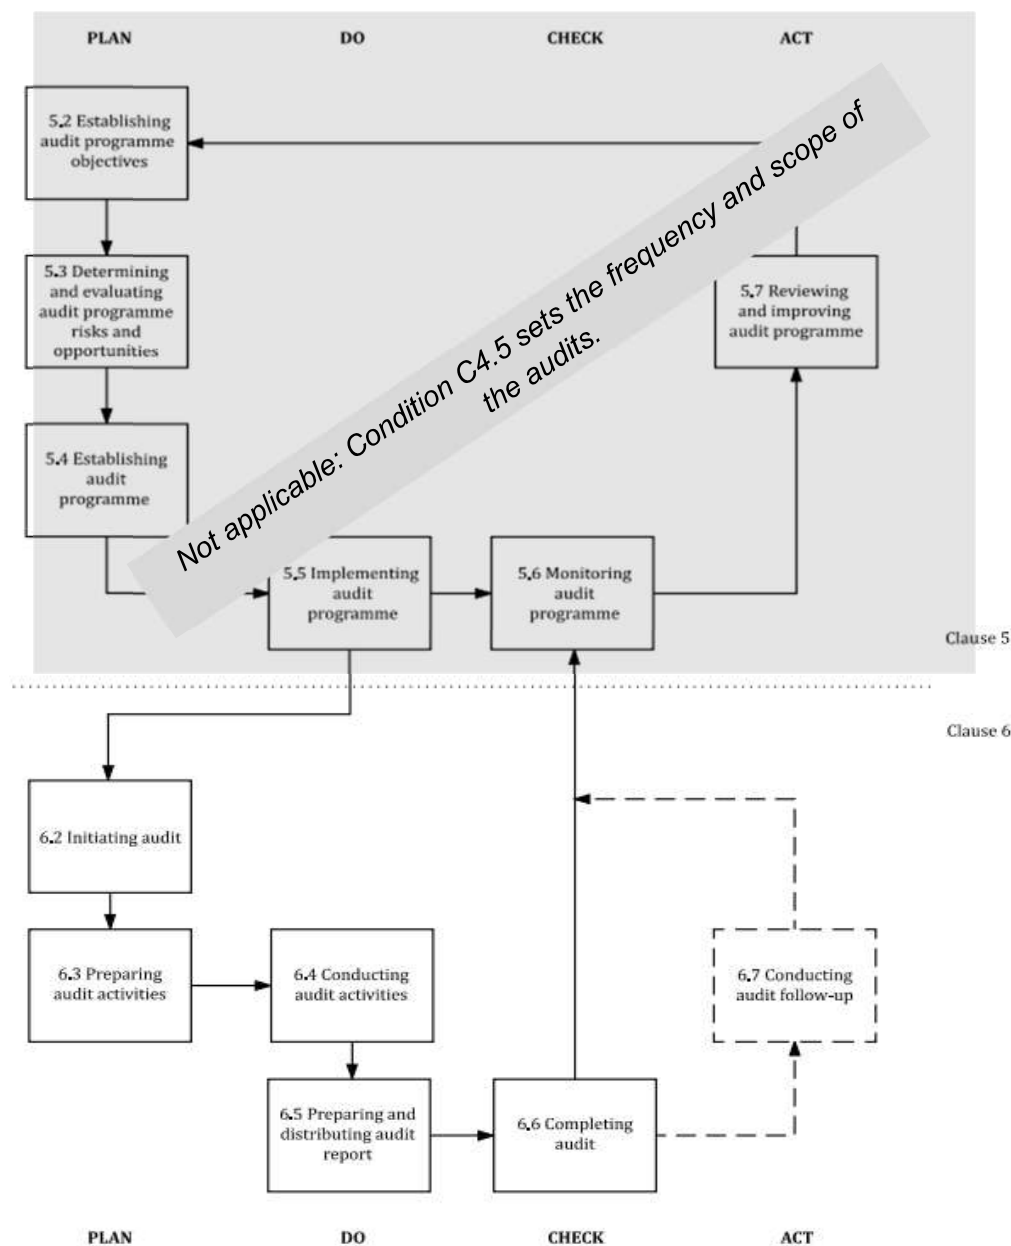 PLAN
DO
CHECK
ACT
5.2 Establishing
audit programme
objectives
5.3 Determining
and evaluating
audit programme
risks and
opportunities
5.4 Establishing
audit
programme
Not applicable: Condition C4.5 sets the frequency and scope of
the audits.
5.5 Implementing
audit
programme
5.6 Monitoring
audit
programme
5.7 Reviewing
and improving
audit programme
Clause 5
Clause 6
6.2 Initiating audit
6.3 Preparing
audit activities
6.4 Conducting
audit activities
6.5 Preparing and
distributing audit
report
6.6 Completing
audit
6.7 Conducting
audit follow-up
PLAN
DO
CHECK
ACT